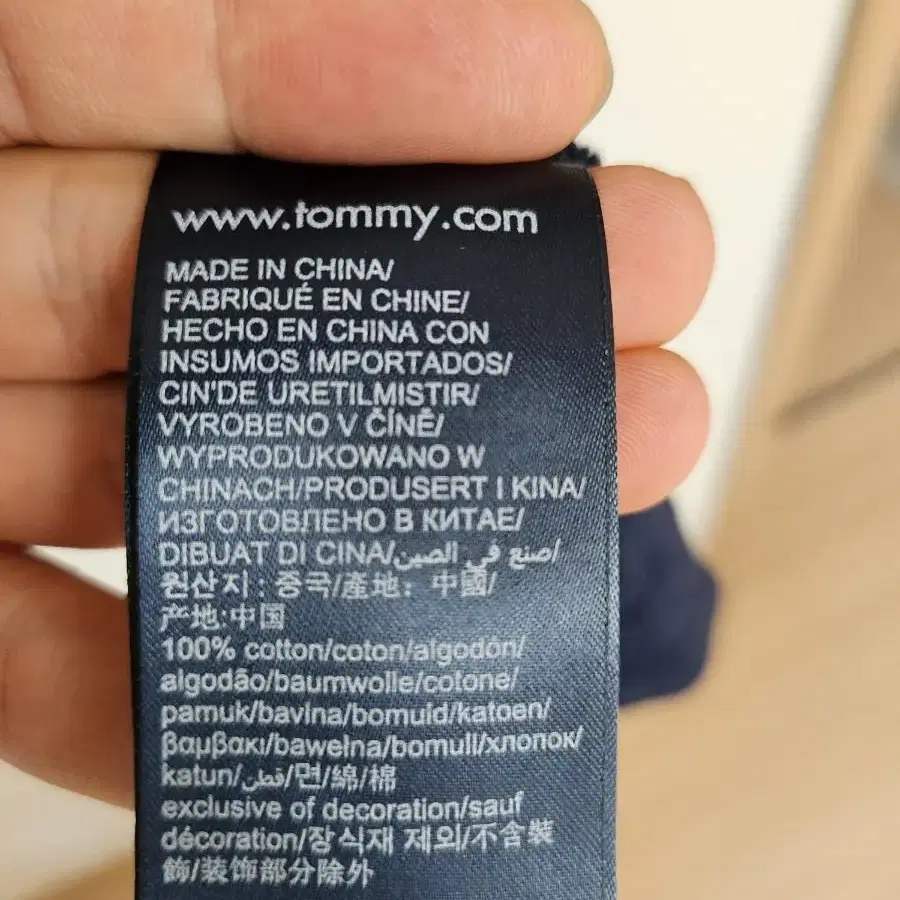 www.tommy.com
MADE IN CHINA/
FABRIQUÉ EN CHINE/
HECHO EN CHINA CON
INSUMOS IMPORTADOS/
CIN'DE URETILMISTIR/
VYROBENO V ČÍNĚ/
WYPRODUKOWANO W
CHINACH/PRODUSERT I KINA/
ИЗГОТОВЛЕНО В КИТАЕ/
DIBUAT DI CINA/صنع في الصين/
원산지: 중국/產地: 中國/
产地:中国
100% cotton/coton/algodón/
algodão/baumwolle/cotone/
pamuk/bavlna/bomuld/katoen/
βαμβακι/bawełna/bomull/хлопок/
katun/قطن/면/綿/棉
exclusive of decoration/sauf
décoration/장식재 제외/不含裝
飾/装饰部分除外